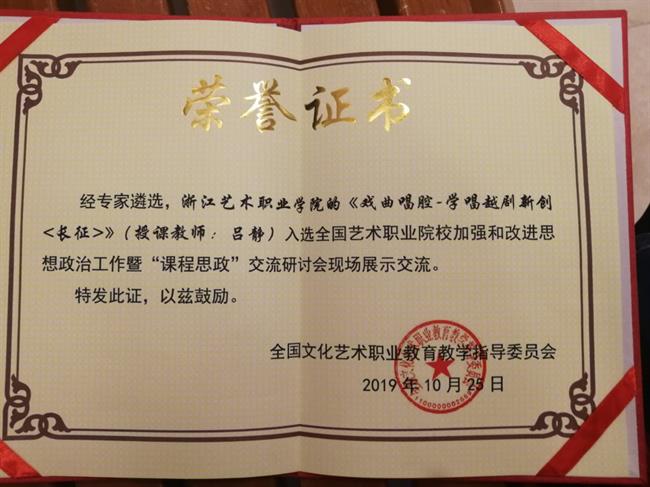 荣誉证书
经专家遴选，浙江艺术职业学院的《戏曲唱腔-学唱越剧新创
<长征>》（授课教师：吕静）入选全国艺术职业院校加强和改进思
想政治工作暨“课程思政”交流研讨会现场展示交流。
特发此证，以兹鼓励。
全国文化艺术职业教育教学指导委员会
2019年10月25日